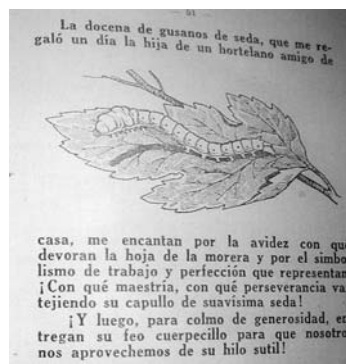 — 51 —
La docena de gusanos de seda, que me re-
galó un día la hija de un hortelano amigo de
casa, me encantan por la avidez con que
devoran la hoja de la morera y por el simbo
lismo de trabajo y perfección que representan
¡Con qué maestría, con qué perseverancia va
tejiendo su capullo de suavísima seda!
¡Y luego, para colmo de generosidad, en
tregan su feo cuerpecillo para que nosotro
nos aprovechemos de su hilo sutil!